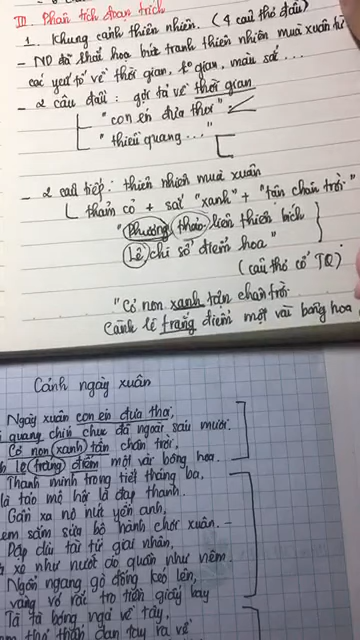 III Phân tích đoạn trích
1. Khung cảnh thiên nhiên. (4 câu thơ đầu)
- ND đã khái hoạ bức tranh thiên nhiên mùa xuân từ
các yếu tố về thời gian, ko gian, màu sắc ...
- 2 câu đầu: gợi tả về thời gian
"con én đưa thoi"
"thiều quang..."
- 2 câu tiếp: thiên nhiên mùa xuân
thảm cỏ + sắc "xanh" + "tận chân trời"
"Phương thảo liên thiên bích
Lê chi sổ điểm hoa"
(câu thơ cổ TQ)
"Cỏ non xanh tận chân trời
Cành lê trắng điểm một vài bông hoa
Cảnh ngày xuân
Ngày xuân con én đưa thoi,
quang chín chục đã ngoài sáu mươi.
Cỏ non xanh tận chân trời,
lê trắng điểm một vài bông hoa.
Thanh minh trong tiết tháng ba,
là tảo mộ hội là đạp thanh.
Gần xa nô nức yến anh,
em sắm sửa bộ hành chơi xuân.
Dập dìu tài tử giai nhân,
xe như nước áo quần như nêm.
Ngổn ngang gò đống kéo lên,
vàng vó rắc tro tiền giấy bay
Tà tà bóng ngả về tây,
thơ thẩn dan tay ra về